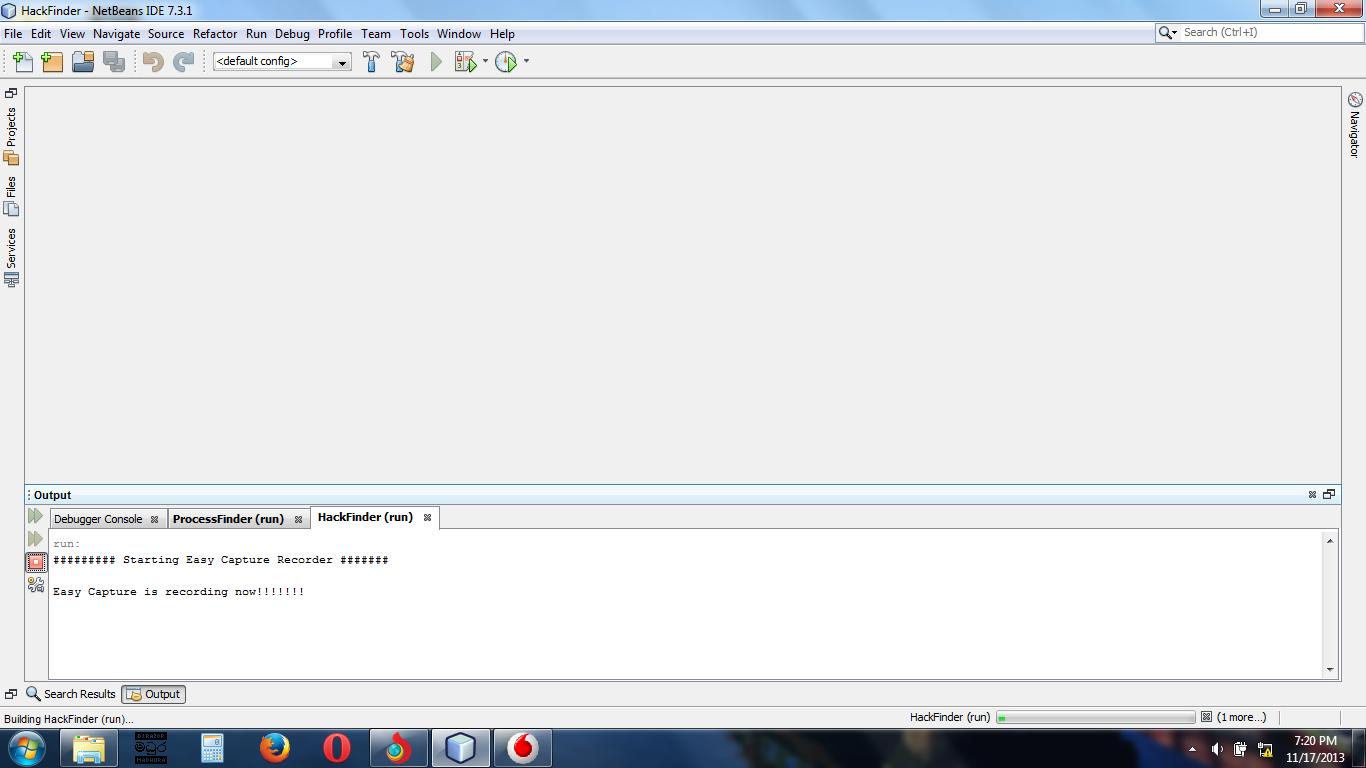 HackFinder - NetBeans IDE 7.3.1
File Edit View Navigate Source Refactor Run Debug Profile Team Tools Window Help
Search (Ctrl+I)
<default config>
Projects
Files
Services
Navigator
Output
Debugger Console
ProcessFinder (run)
HackFinder (run)
run:
######### Starting Easy Capture Recorder #######
Easy Capture is recording now!!!!!!!
Search Results
Output
Building HackFinder (run)...
HackFinder (run)
(1 more...)
DJRAZOR
මධුර
MADHURA
7:20 PM
11/17/2013